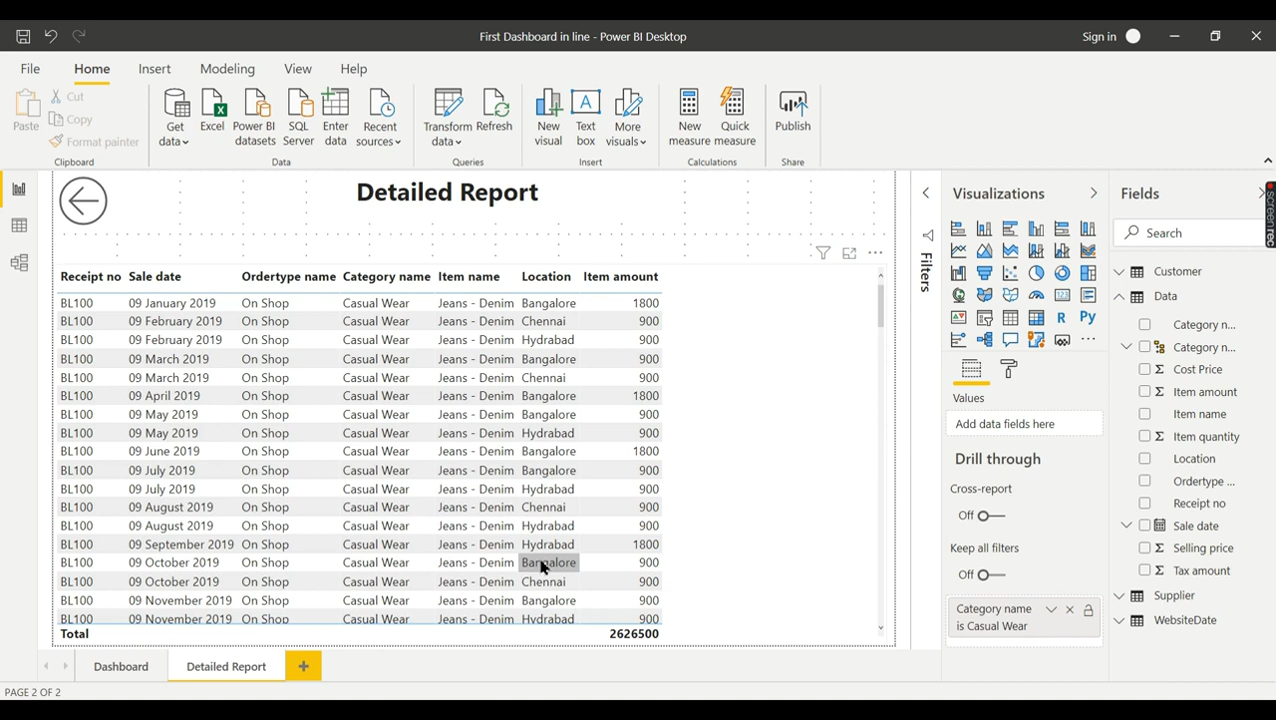 First Dashboard in line - Power BI Desktop
Sign in
File Home Insert Modeling View Help
Paste
Cut
Copy
Format painter
Clipboard
Get data
Excel
Power BI datasets
SQL Server
Enter data
Recent sources
Data
Transform data
Refresh
Queries
New visual
A
Text box
More visuals
Insert
New measure
Quick measure
Calculations
Publish
Share
Detailed Report
Receipt no Sale date Ordertype name Category name Item name Location Item amount
BL100 09 January 2019 On Shop Casual Wear Jeans - Denim Bangalore 1800
BL100 09 February 2019 On Shop Casual Wear Jeans - Denim Chennai 900
BL100 09 February 2019 On Shop Casual Wear Jeans - Denim Hydrabad 900
BL100 09 March 2019 On Shop Casual Wear Jeans - Denim Bangalore 900
BL100 09 March 2019 On Shop Casual Wear Jeans - Denim Chennai 900
BL100 09 April 2019 On Shop Casual Wear Jeans - Denim Bangalore 1800
BL100 09 May 2019 On Shop Casual Wear Jeans - Denim Bangalore 900
BL100 09 May 2019 On Shop Casual Wear Jeans - Denim Hydrabad 900
BL100 09 June 2019 On Shop Casual Wear Jeans - Denim Bangalore 1800
BL100 09 July 2019 On Shop Casual Wear Jeans - Denim Bangalore 900
BL100 09 July 2019 On Shop Casual Wear Jeans - Denim Hydrabad 900
BL100 09 August 2019 On Shop Casual Wear Jeans - Denim Chennai 900
BL100 09 August 2019 On Shop Casual Wear Jeans - Denim Hydrabad 900
BL100 09 September 2019 On Shop Casual Wear Jeans - Denim Hydrabad 1800
BL100 09 October 2019 On Shop Casual Wear Jeans - Denim Bangalore 900
BL100 09 October 2019 On Shop Casual Wear Jeans - Denim Chennai 900
BL100 09 November 2019 On Shop Casual Wear Jeans - Denim Bangalore 900
BL100 09 November 2019 On Shop Casual Wear Jeans - Denim Hydrabad 900
Total 2626500
Filters
Visualizations
R Py
Values
Add data fields here
Drill through
Cross-report
Off
Keep all filters
Off
Category name
is Casual Wear
Fields
Search
Customer
Data
Category n...
Category n...
Cost Price
Item amount
Item name
Item quantity
Location
Ordertype ...
Receipt no
Sale date
Selling price
Tax amount
Supplier
WebsiteDate
screenrec
Dashboard Detailed Report
PAGE 2 OF 2